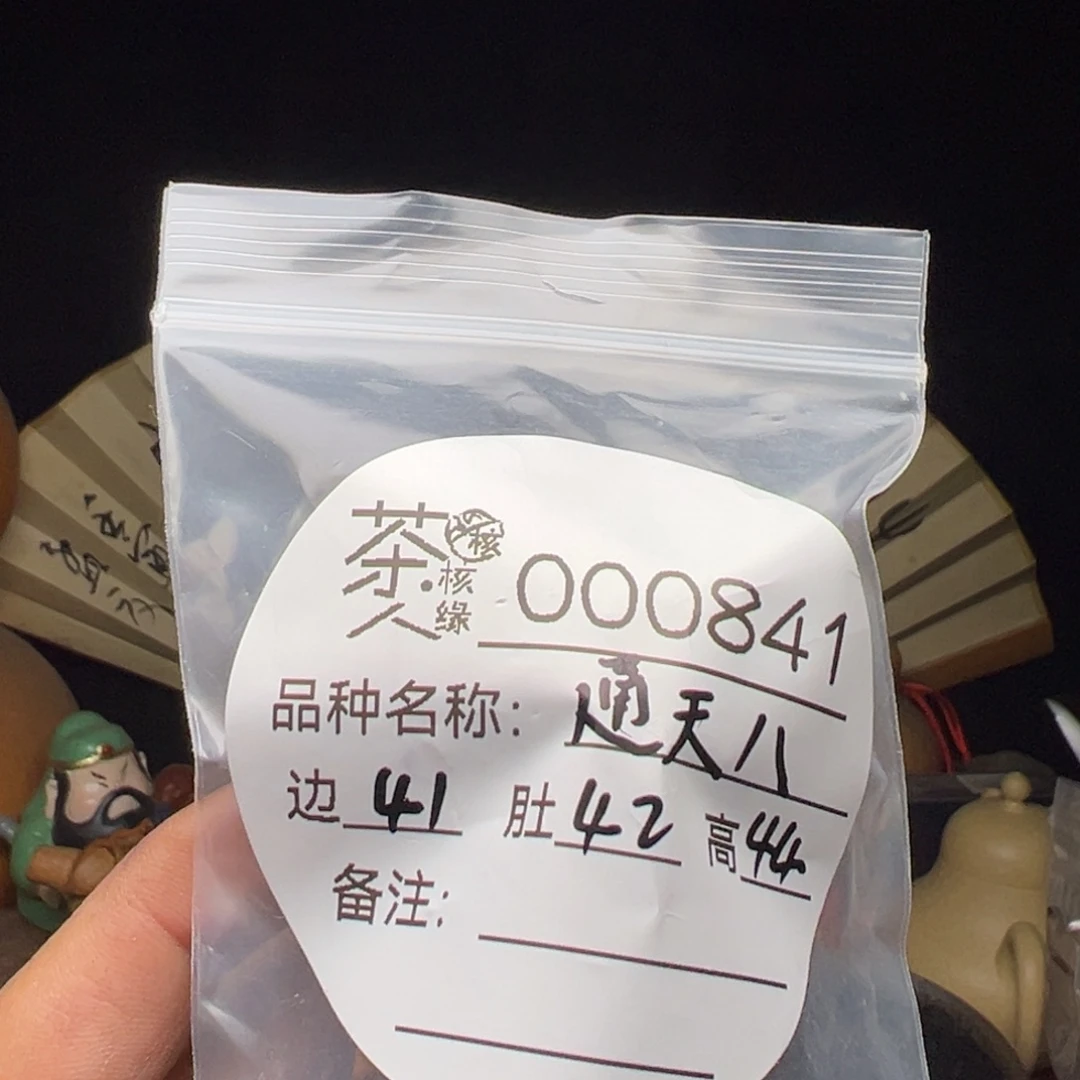 茶人 核缘 000841
品种名称：通天八
边 41 肚 42 高 44
备注：